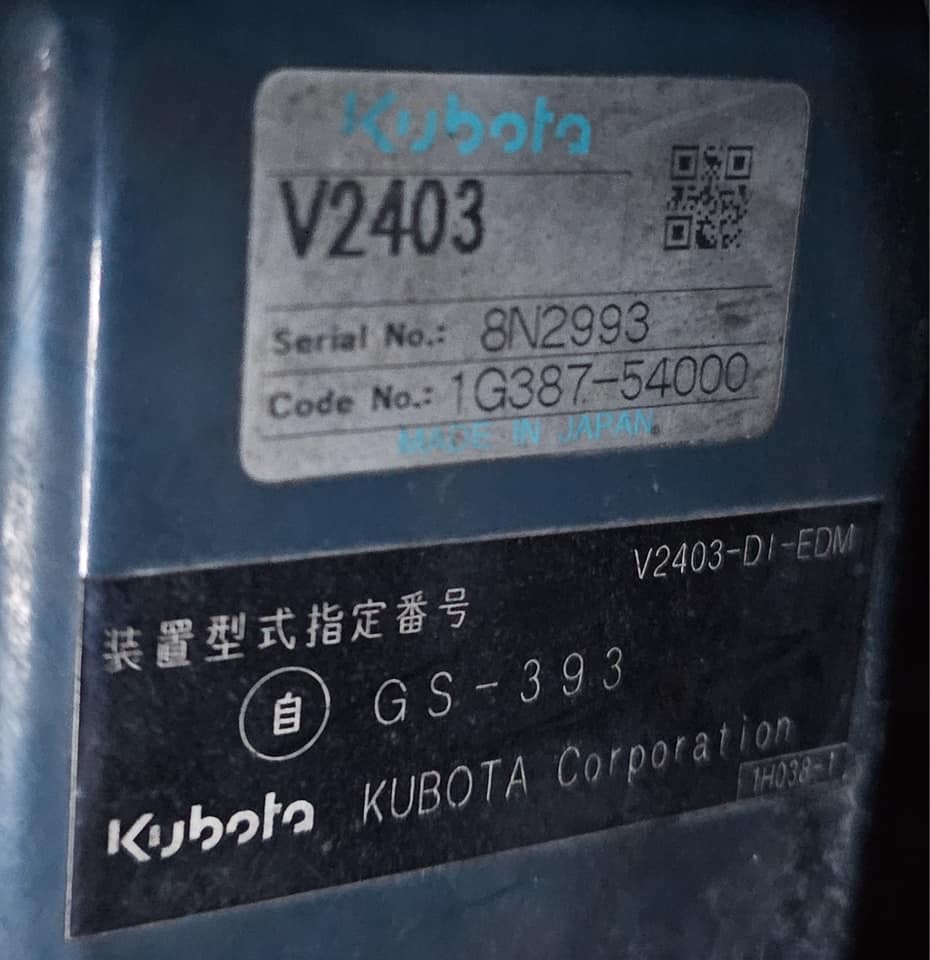 Kubota
V2403
Serial No.: 8N2993
Code No.: 1G387-54000
MADE IN JAPAN
V2403-DI-EDM
装置型式指定番号
自 GS-393
Kubota KUBOTA Corporation
1H038-1